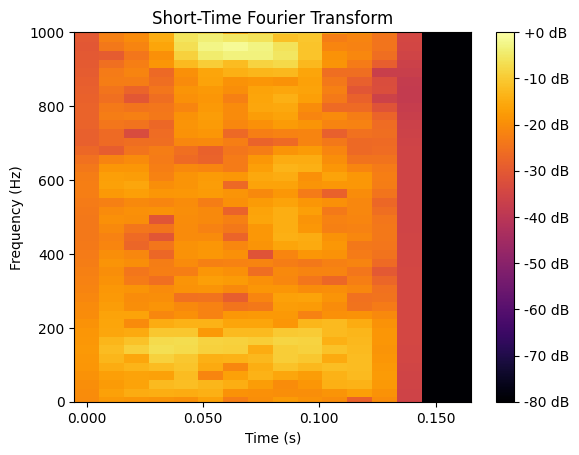 Short-Time Fourier Transform
1000
800
600
400
200
0
Frequency (Hz)
0.000
0.050
0.100
0.150
Time (s)
+0 dB
-10 dB
-20 dB
-30 dB
-40 dB
-50 dB
-60 dB
-70 dB
-80 dB